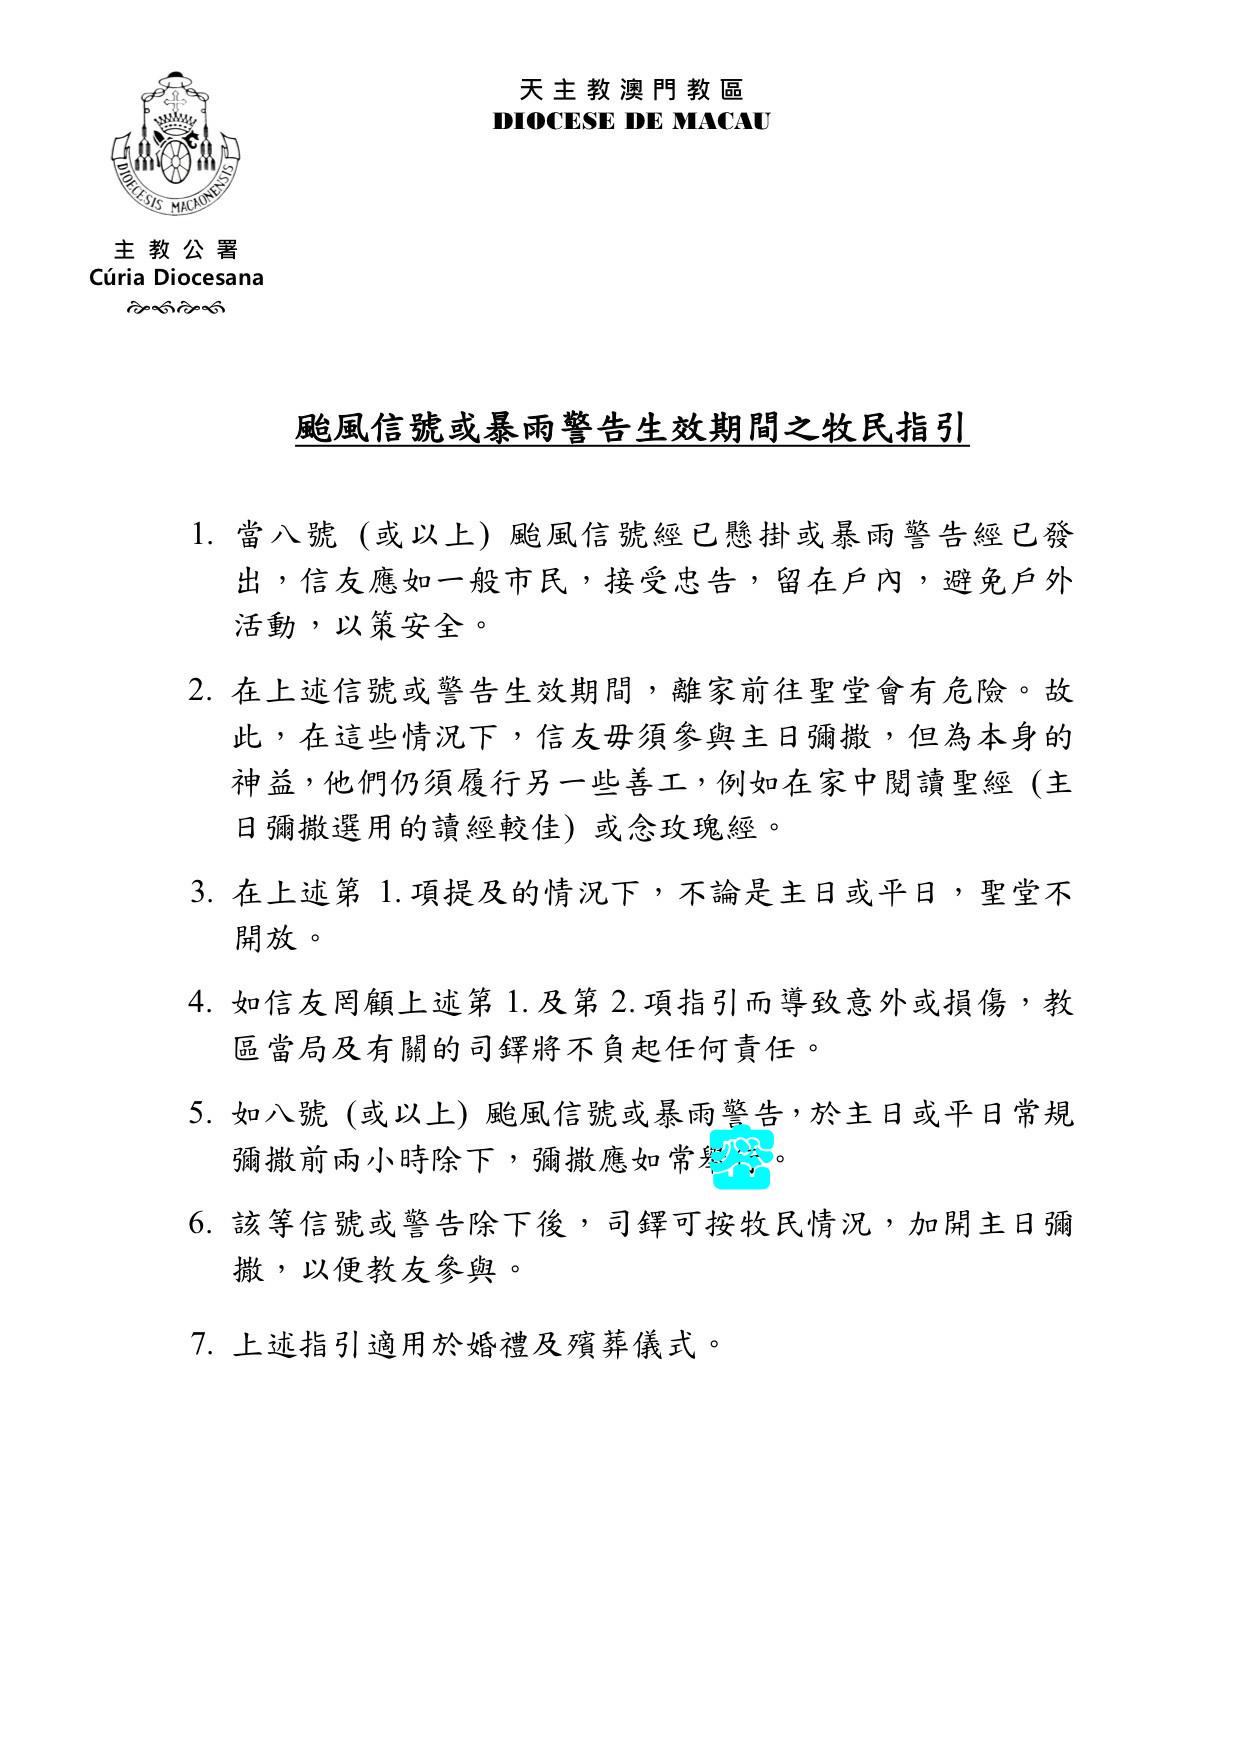 天主教澳門教區
DIOCESE DE MACAU
DIOECESIS MACAONENSIS
主教公署
Cúria Diocesana
颱風信號或暴雨警告生效期間之牧民指引
1. 當八號 (或以上) 颱風信號經已懸掛或暴雨警告經已發
出，信友應如一般市民，接受忠告，留在戶內，避免戶外
活動，以策安全。
2. 在上述信號或警告生效期間，離家前往聖堂會有危險。故
此，在這些情況下，信友毋須參與主日彌撒，但為本身的
神益，他們仍須履行另一些善工，例如在家中閱讀聖經 (主
日彌撒選用的讀經較佳) 或念玫瑰經。
3. 在上述第 1. 項提及的情況下，不論是主日或平日，聖堂不
開放。
4. 如信友罔顧上述第 1. 及第 2. 項指引而導致意外或損傷，教
區當局及有關的司鐸將不負起任何責任。
5. 如八號 (或以上) 颱風信號或暴雨警告，於主日或平日常規
彌撒前兩小時除下，彌撒應如常。
6. 該等信號或警告除下後，司鐸可按牧民情況，加開主日彌
撒，以便教友參與。
7. 上述指引適用於婚禮及殯葬儀式。